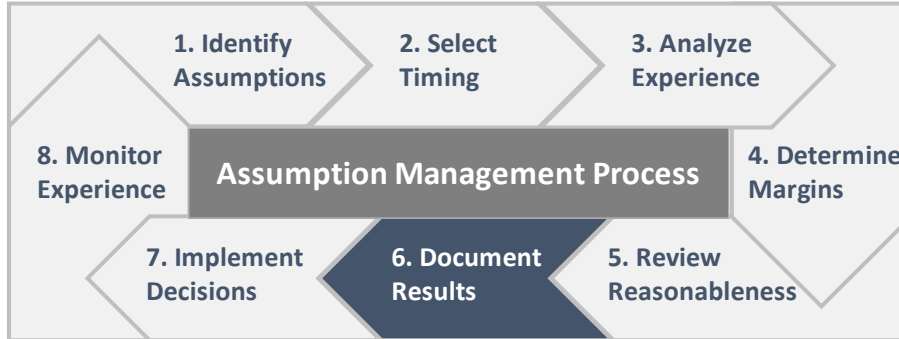 1. Identify
Assumptions
2. Select
Timing
3. Analyze
Experience
4. Determine
Margins
5. Review
Reasonableness
6. Document
Results
7. Implement
Decisions
8. Monitor
Experience
Assumption Management Process